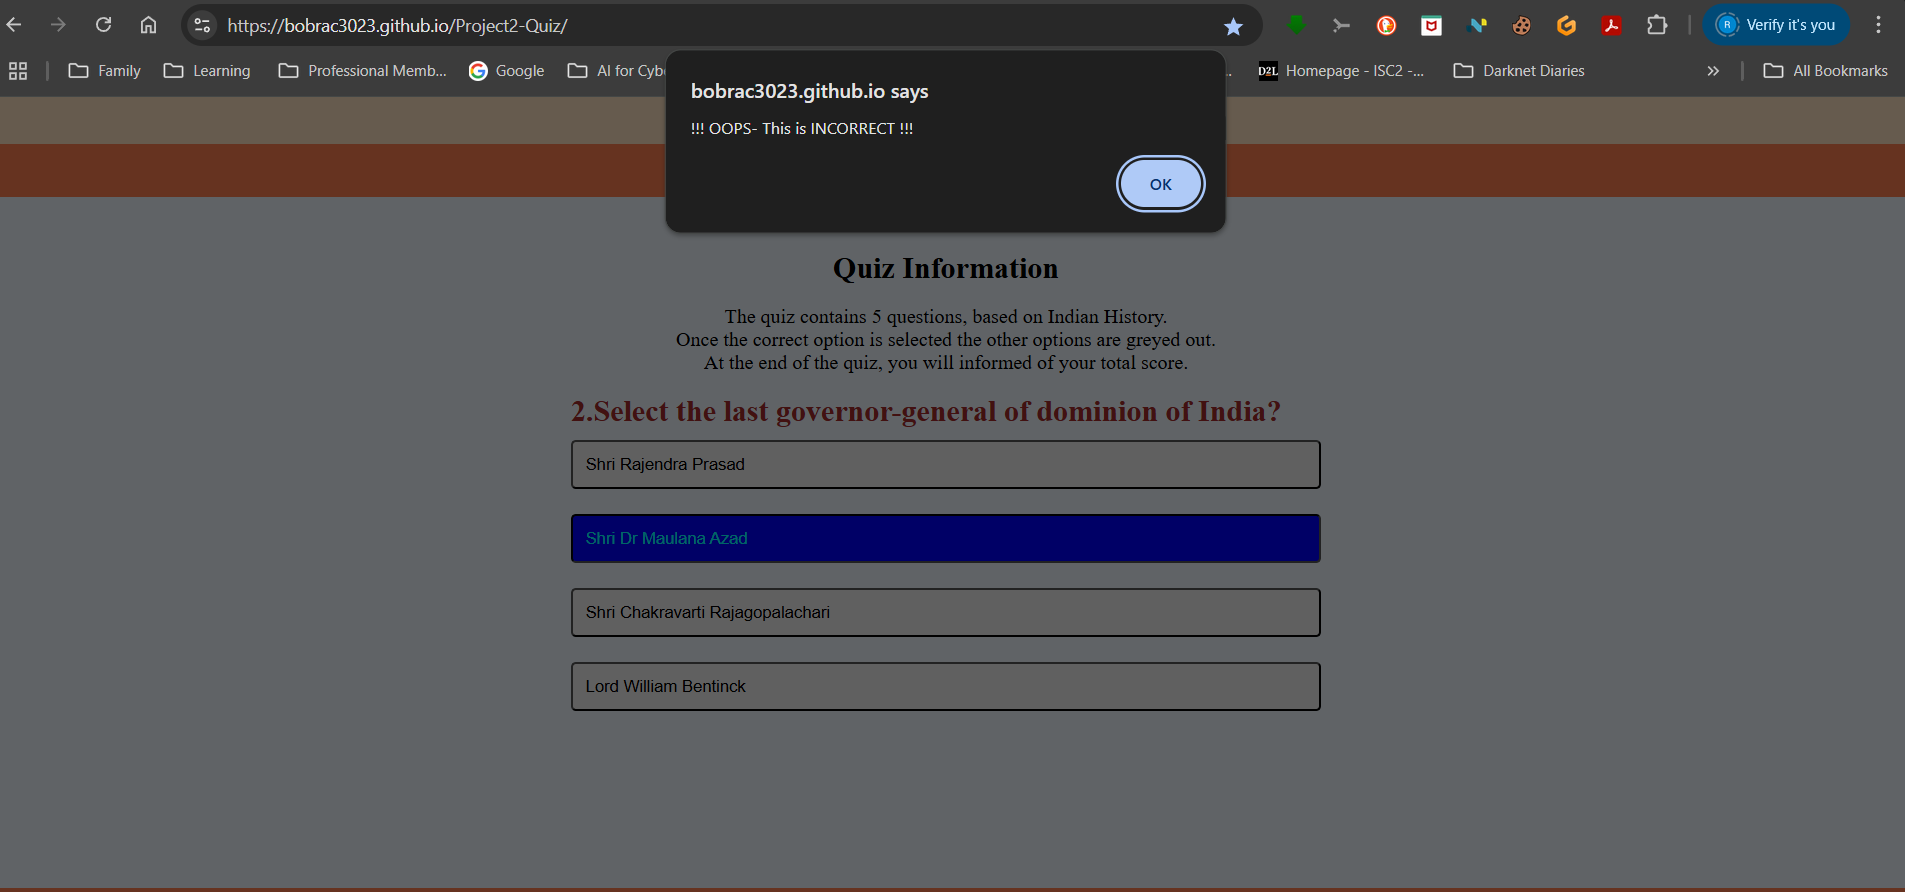 https://bobrac3023.github.io/Project2-Quiz/
R Verify it's you
Family
Learning
Professional Memb...
Google
AI for Cyb
...
D2L Homepage - ISC2 -...
Darknet Diaries
All Bookmarks
bobrac3023.github.io says
!!! OOPS- This is INCORRECT !!!
OK
Quiz Information
The quiz contains 5 questions, based on Indian History.
Once the correct option is selected the other options are greyed out.
At the end of the quiz, you will informed of your total score.
2.Select the last governor-general of dominion of India?
Shri Rajendra Prasad
Shri Dr Maulana Azad
Shri Chakravarti Rajagopalachari
Lord William Bentinck